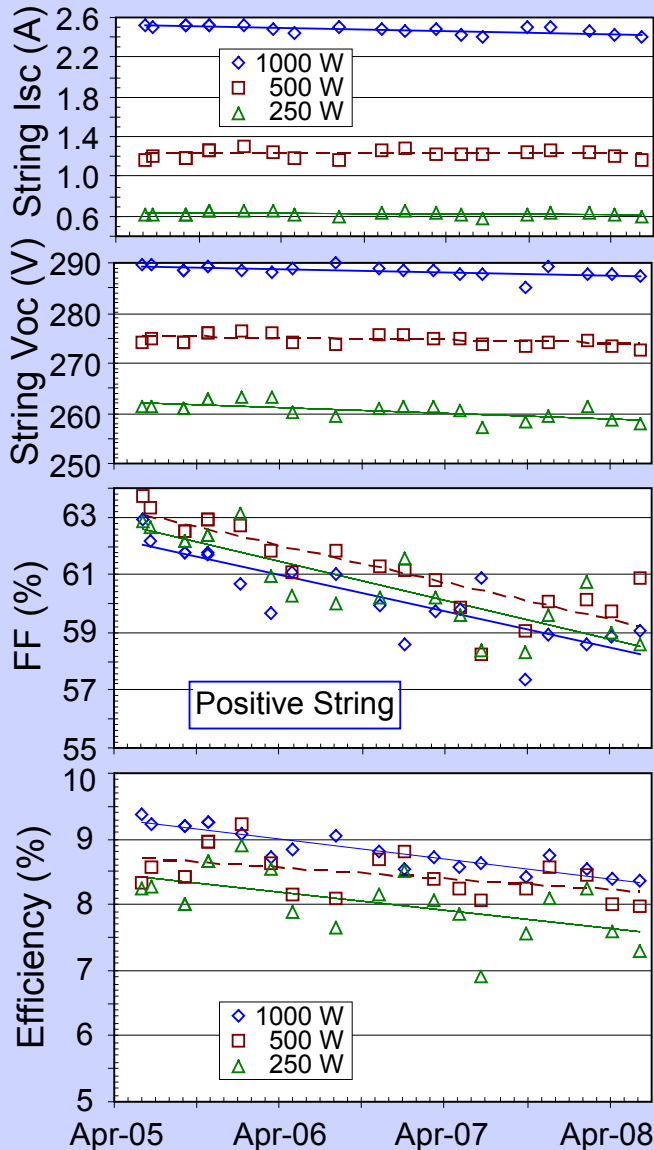 String Isc (A)
2.6
2.2
1.8
1.4
1.0
0.6
1000 W
500 W
250 W
String Voc (V)
290
280
270
260
250
FF (%)
63
61
59
57
55
Positive String
Efficiency (%)
10
9
8
7
6
5
1000 W
500 W
250 W
Apr-05 Apr-06 Apr-07 Apr-08